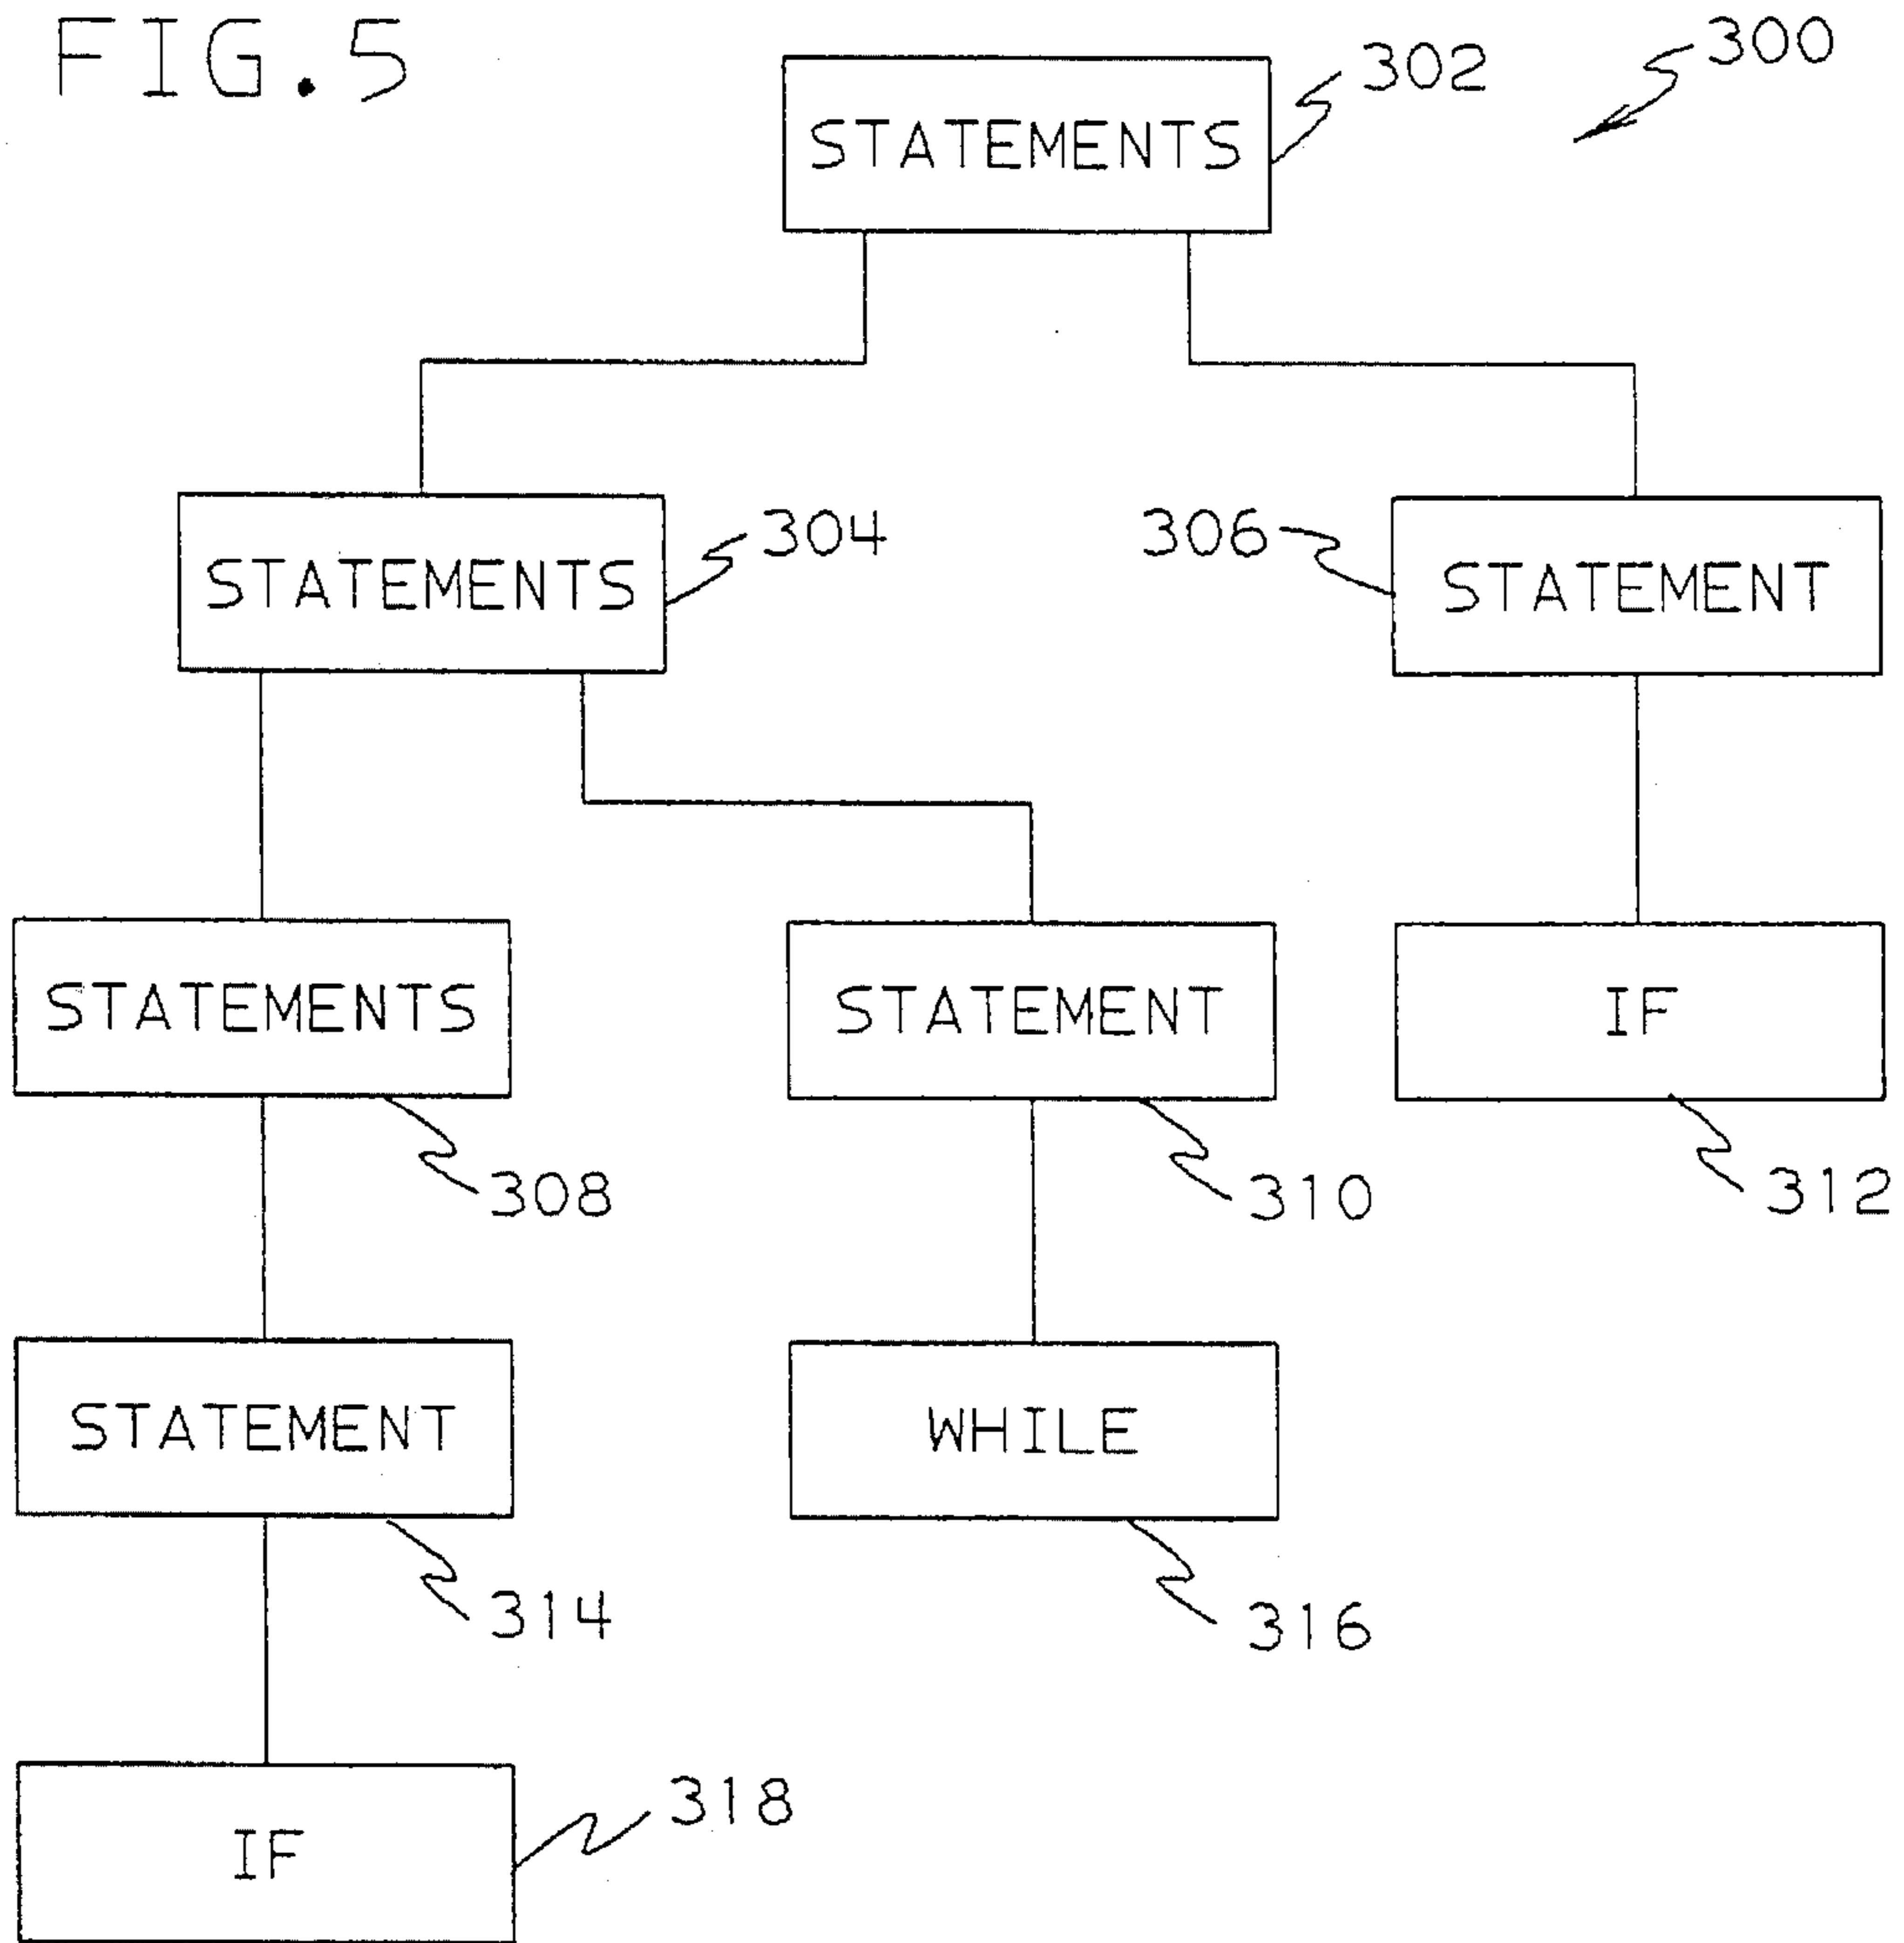 FIG. 5
302
300
STATEMENTS
304
306
STATEMENTS
STATEMENT
STATEMENTS
STATEMENT
IF
308
310
312
STATEMENT
WHILE
314
316
318
IF